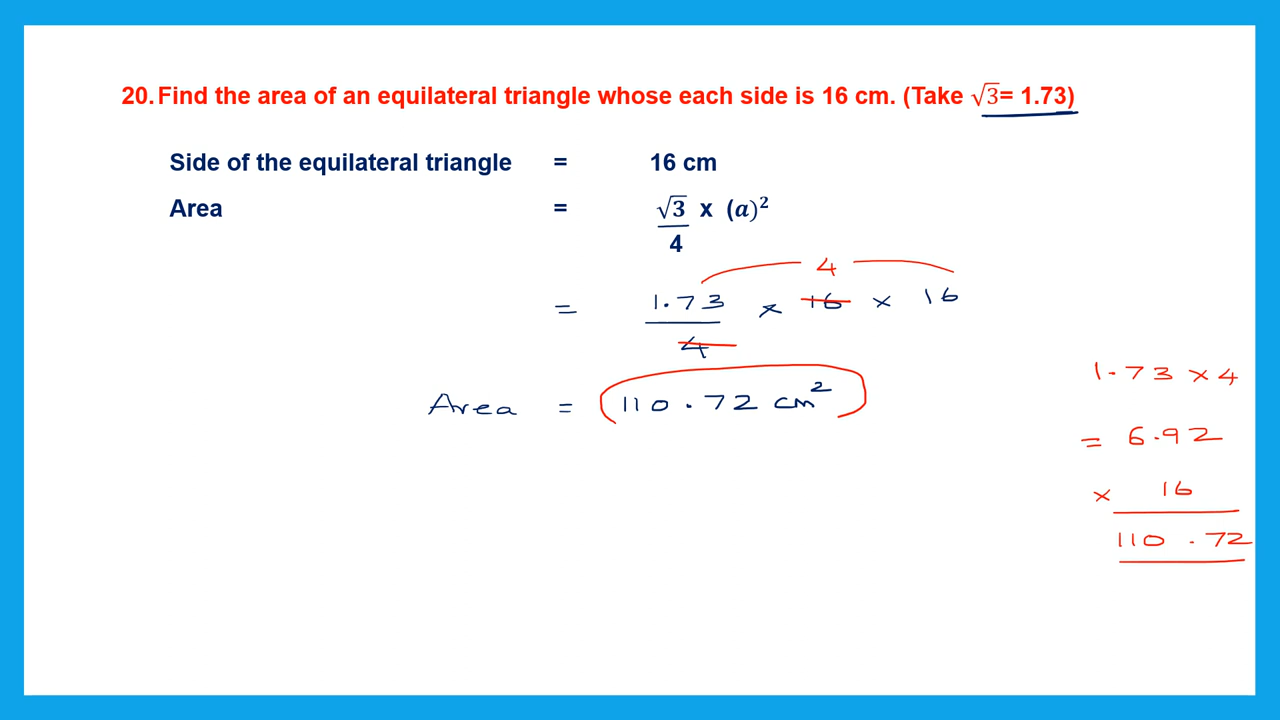 20. Find the area of an equilateral triangle whose each side is 16 cm. (Take √3= 1.73)
Side of the equilateral triangle = 16 cm
Area = √3 x (a)²
4
4
= 1.73 × 16 × 16
4
Area = 110.72 cm²
1.73 × 4
= 6.92
× 16
110.72